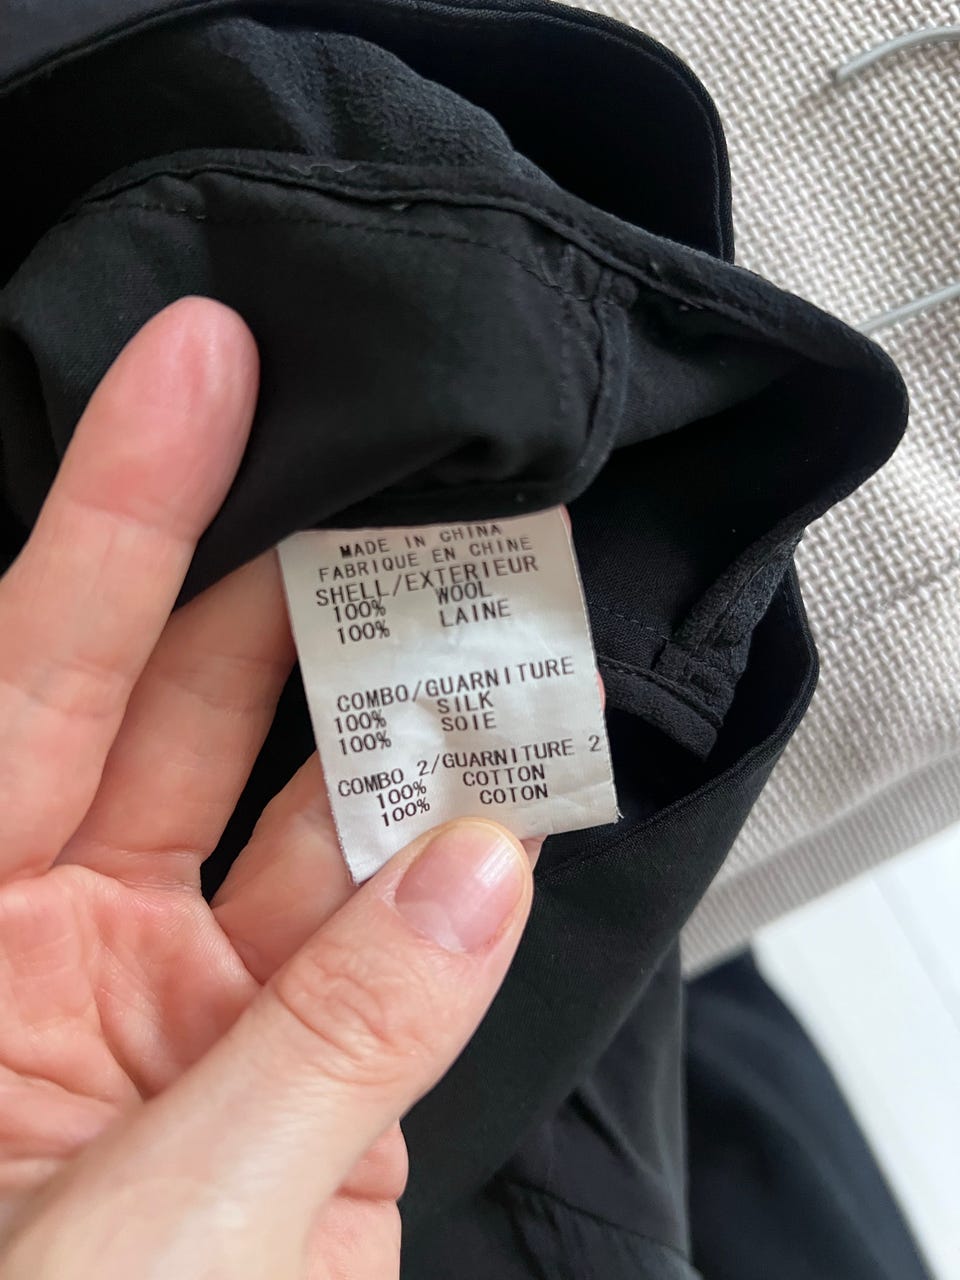 MADE IN CHINA
FABRIQUE EN CHINE
SHELL/EXTERIEUR
100% WOOL
100% LAINE
COMBO/GUARNITURE
100% SILK
100% SOIE
COMBO 2/GUARNITURE 2
100% COTTON
100% COTON